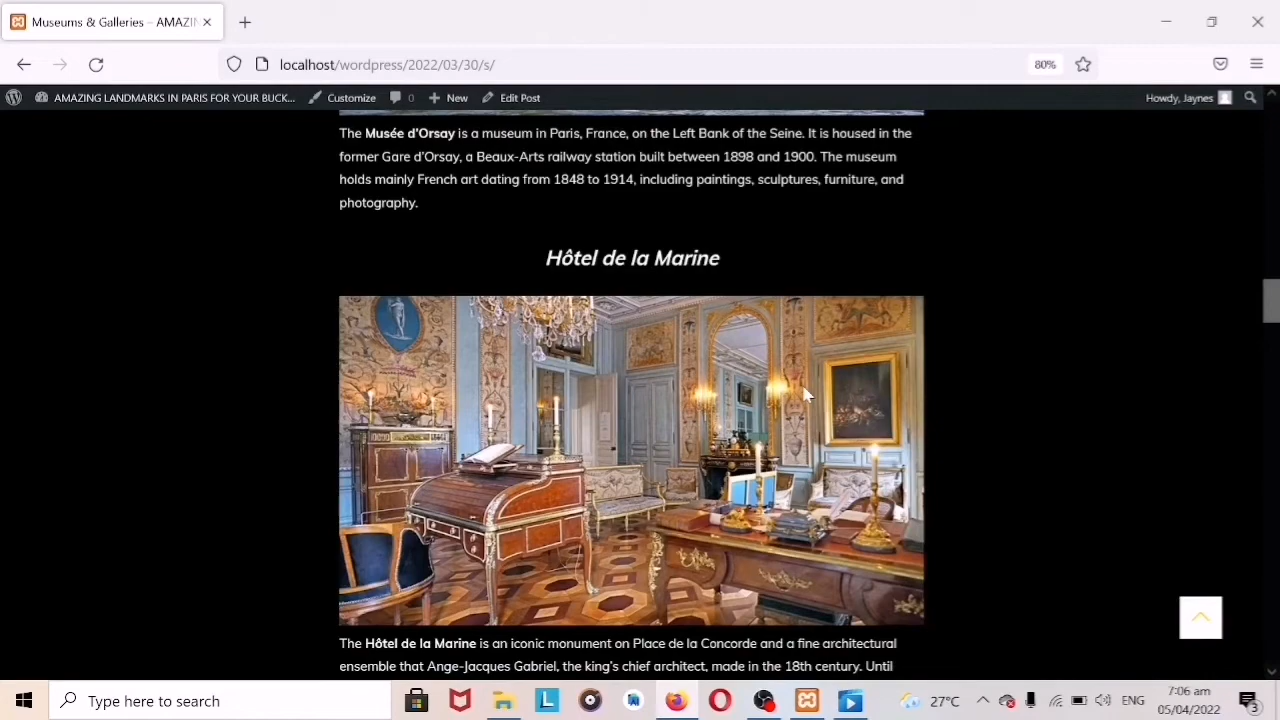 Museums & Galleries – AMAZIN
localhost/wordpress/2022/03/30/s/
80%
AMAZING LANDMARKS IN PARIS FOR YOUR BUCK...
Customize
0
New
Edit Post
Howdy, Jaynes
The Musée d'Orsay is a museum in Paris, France, on the Left Bank of the Seine. It is housed in the
former Gare d'Orsay, a Beaux-Arts railway station built between 1898 and 1900. The museum
holds mainly French art dating from 1848 to 1914, including paintings, sculptures, furniture, and
photography.
Hôtel de la Marine
The Hôtel de la Marine is an iconic monument on Place de la Concorde and a fine architectural
ensemble that Ange-Jacques Gabriel, the king's chief architect, made in the 18th century. Until
Type here to search
L
AI
27°C
ENG
7:06 am
05/04/2022
3